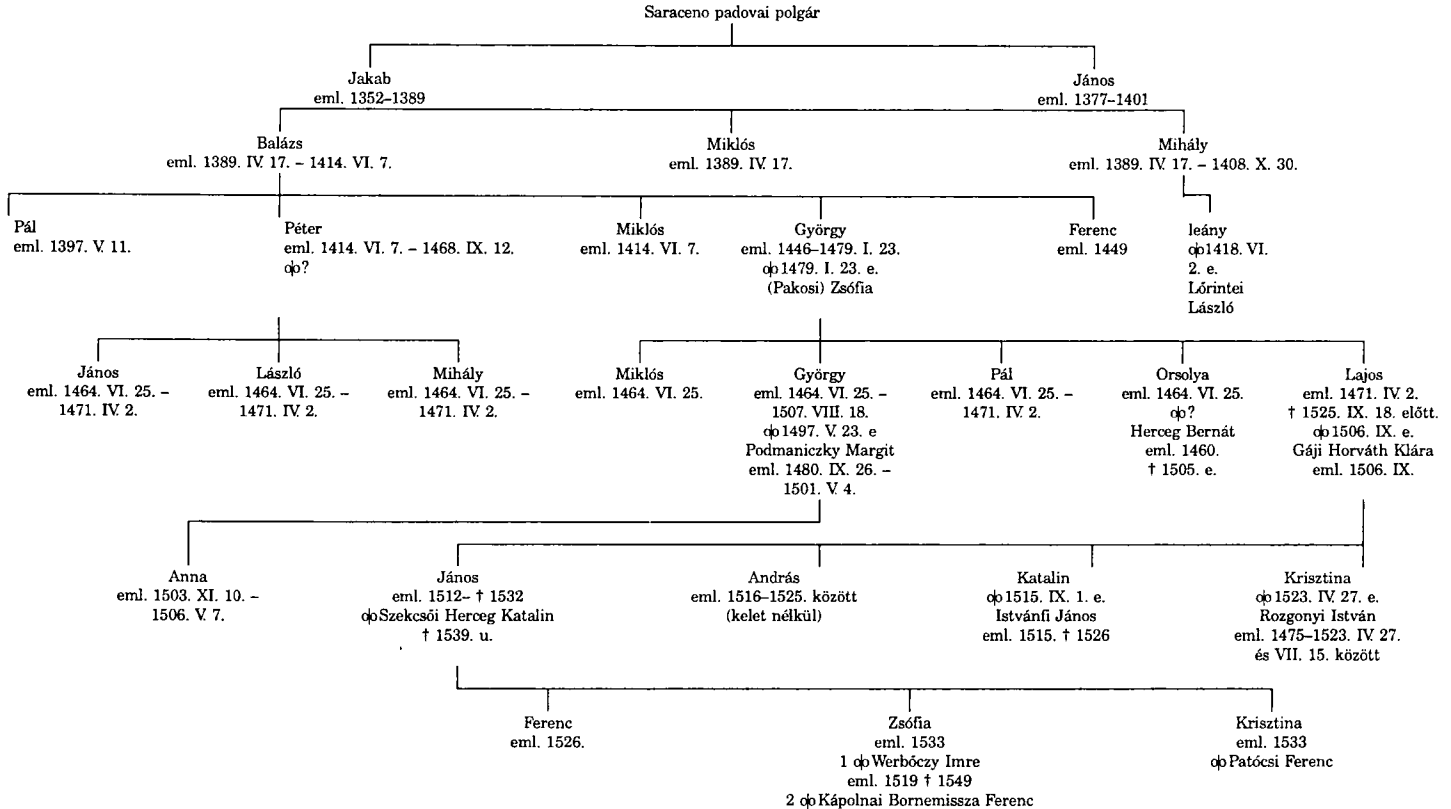 Saraceno padovai polgár
Jakab
eml. 1352–1389
János
eml. 1377–1401
Balázs
eml. 1389. IV. 17. – 1414. VI. 7.
Miklós
eml. 1389. IV. 17.
Mihály
eml. 1389. IV. 17. – 1408. X. 30.
Pál
eml. 1397. V. 11.
Péter
eml. 1414. VI. 7. – 1468. IX. 12.
ȹ?
Miklós
eml. 1414. VI. 7.
György
eml. 1446–1479. I. 23.
ȹ1479. I. 23. e.
(Pakosi) Zsófia
Ferenc
eml. 1449
leány
ȹ1418. VI.
2. e.
Lőrintei
László
János
eml. 1464. VI. 25. –
1471. IV. 2.
László
eml. 1464. VI. 25. –
1471. IV. 2.
Mihály
eml. 1464. VI. 25. –
1471. IV. 2.
Miklós
eml. 1464. VI. 25.
György
eml. 1464. VI. 25. –
1507. VIII. 18.
ȹ1497. V. 23. e
Podmaniczky Margit
eml. 1480. IX. 26. –
1501. V. 4.
Pál
eml. 1464. VI. 25. –
1471. IV. 2.
Orsolya
eml. 1464. VI. 25.
ȹ?
Herceg Bernát
eml. 1460.
† 1505. e.
Lajos
eml. 1471. IV. 2.
† 1525. IX. 18. előtt.
ȹ1506. IX. e.
Gáji Horváth Klára
eml. 1506. IX.
Anna
eml. 1503. XI. 10. –
1506. V. 7.
János
eml. 1512– † 1532
ȹSzekcsői Herceg Katalin
† 1539. u.
András
eml. 1516–1525. között
(kelet nélkül)
Katalin
ȹ1515. IX. 1. e.
Istvánfi János
eml. 1515. † 1526
Krisztina
ȹ1523. IV. 27. e.
Rozgonyi István
eml. 1475–1523. IV. 27.
és VII. 15. között
Ferenc
eml. 1526.
Zsófia
eml. 1533
1 ȹWerbőczy Imre
eml. 1519 † 1549
2 ȹKápolnai Bornemissza Ferenc
Krisztina
eml. 1533
ȹPatócsi Ferenc